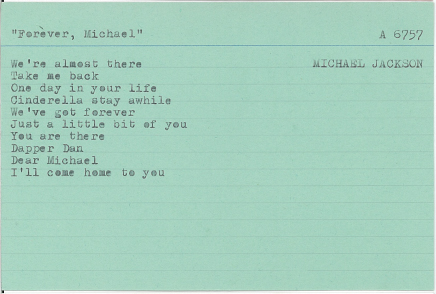 "Forever, Michael" A 6757
We're almost there MICHAEL JACKSON
Take me back
One day in your life
Cinderella stay awhile
We've got forever
Just a little bit of you
You are there
Dapper Dan
Dear Michael
I'll come home to you